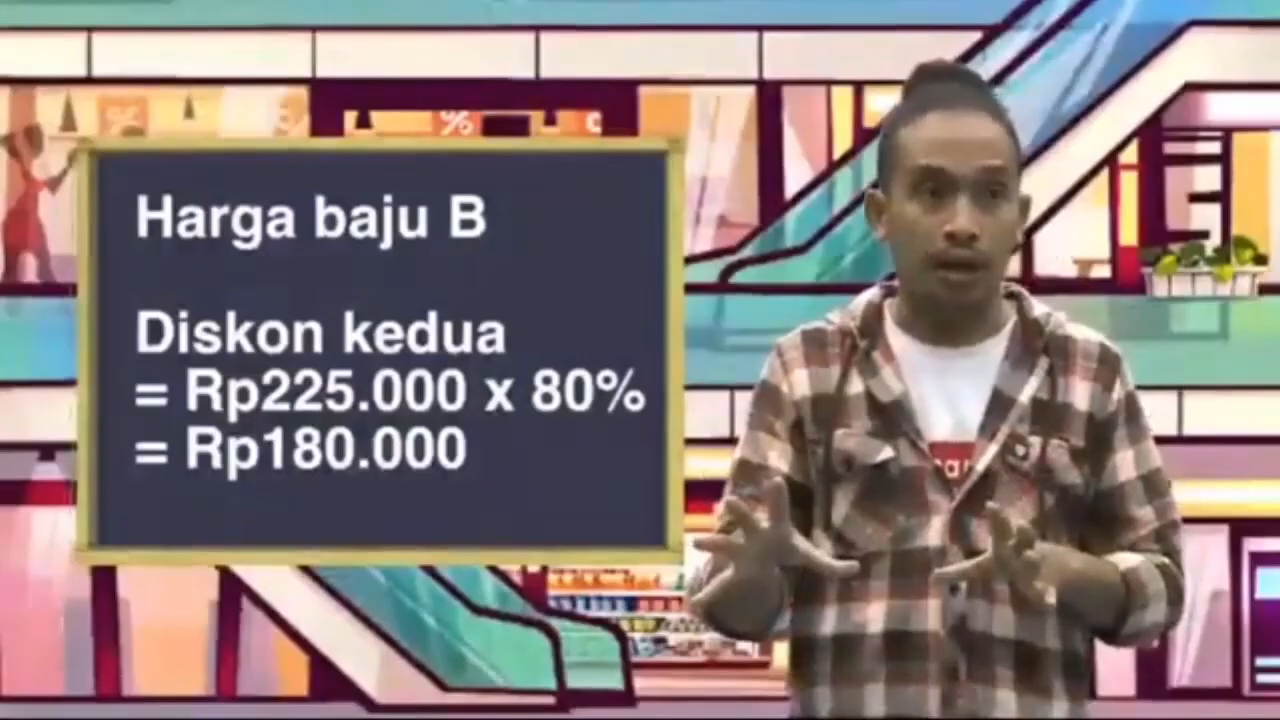 Harga baju B
Diskon kedua
= Rp225.000 x 80%
= Rp180.000
%